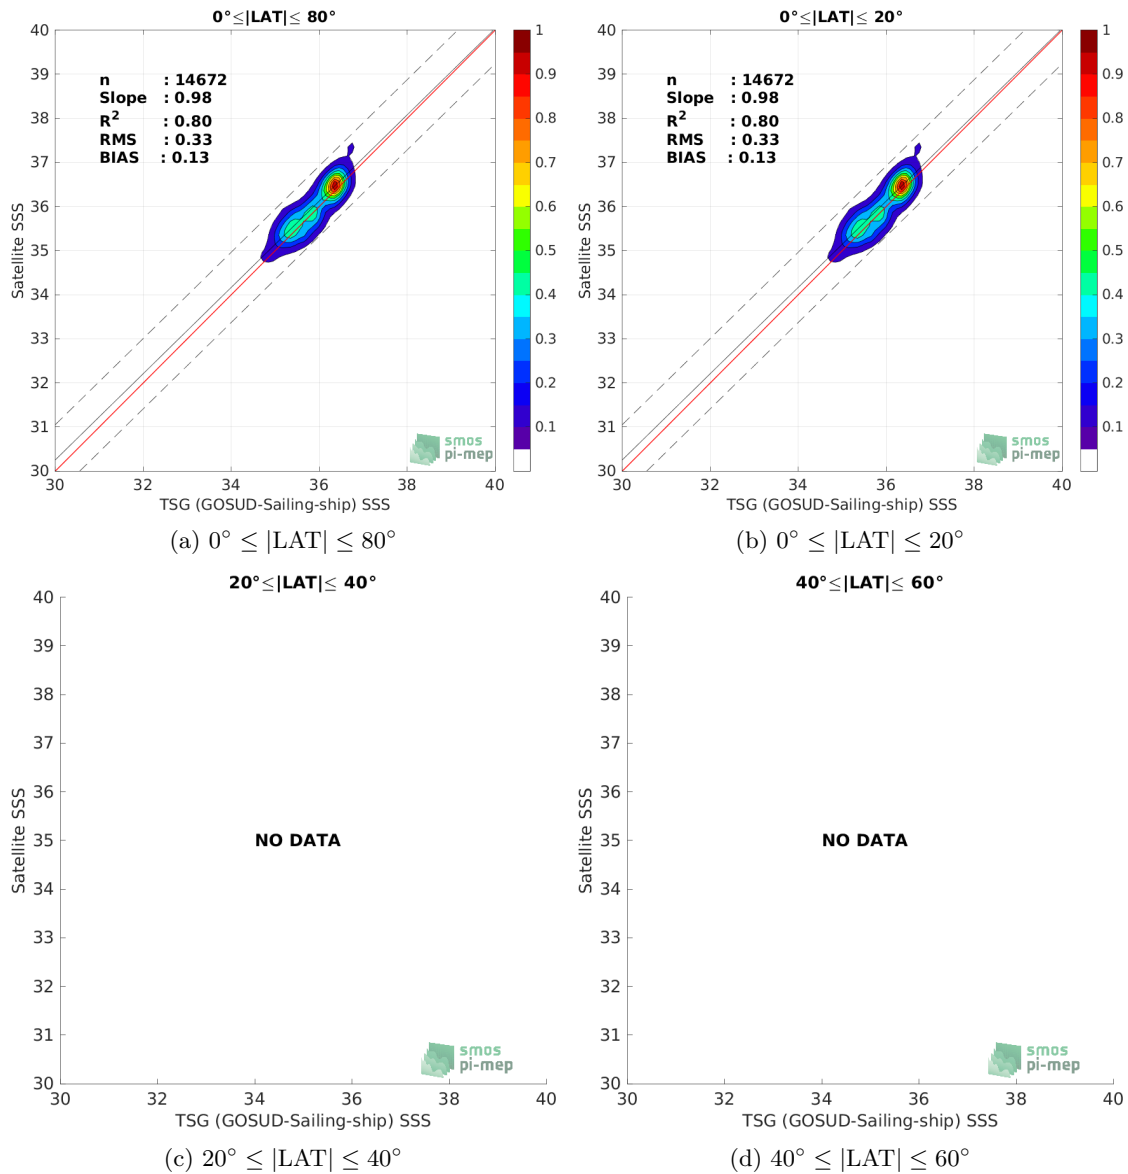 0°≤|LAT|≤ 80°
40
39
38
37
36
35
34
33
32
31
30
Satellite SSS
n : 14672
Slope : 0.98
R2 : 0.80
RMS : 0.33
BIAS : 0.13
smos
pi-mep
30 32 34 36 38 40
TSG (GOSUD-Sailing-ship) SSS
1
0.9
0.8
0.7
0.6
0.5
0.4
0.3
0.2
0.1
(a) 0° ≤ |LAT| ≤ 80°
0°≤|LAT|≤ 20°
40
39
38
37
36
35
34
33
32
31
30
Satellite SSS
n : 14672
Slope : 0.98
R2 : 0.80
RMS : 0.33
BIAS : 0.13
smos
pi-mep
30 32 34 36 38 40
TSG (GOSUD-Sailing-ship) SSS
1
0.9
0.8
0.7
0.6
0.5
0.4
0.3
0.2
0.1
(b) 0° ≤ |LAT| ≤ 20°
20°≤|LAT|≤ 40°
40
39
38
37
36
35
34
33
32
31
30
Satellite SSS
NO DATA
smos
pi-mep
30 32 34 36 38 40
TSG (GOSUD-Sailing-ship) SSS
(c) 20° ≤ |LAT| ≤ 40°
40°≤|LAT|≤ 60°
40
39
38
37
36
35
34
33
32
31
30
Satellite SSS
NO DATA
smos
pi-mep
30 32 34 36 38 40
TSG (GOSUD-Sailing-ship) SSS
(d) 40° ≤ |LAT| ≤ 60°